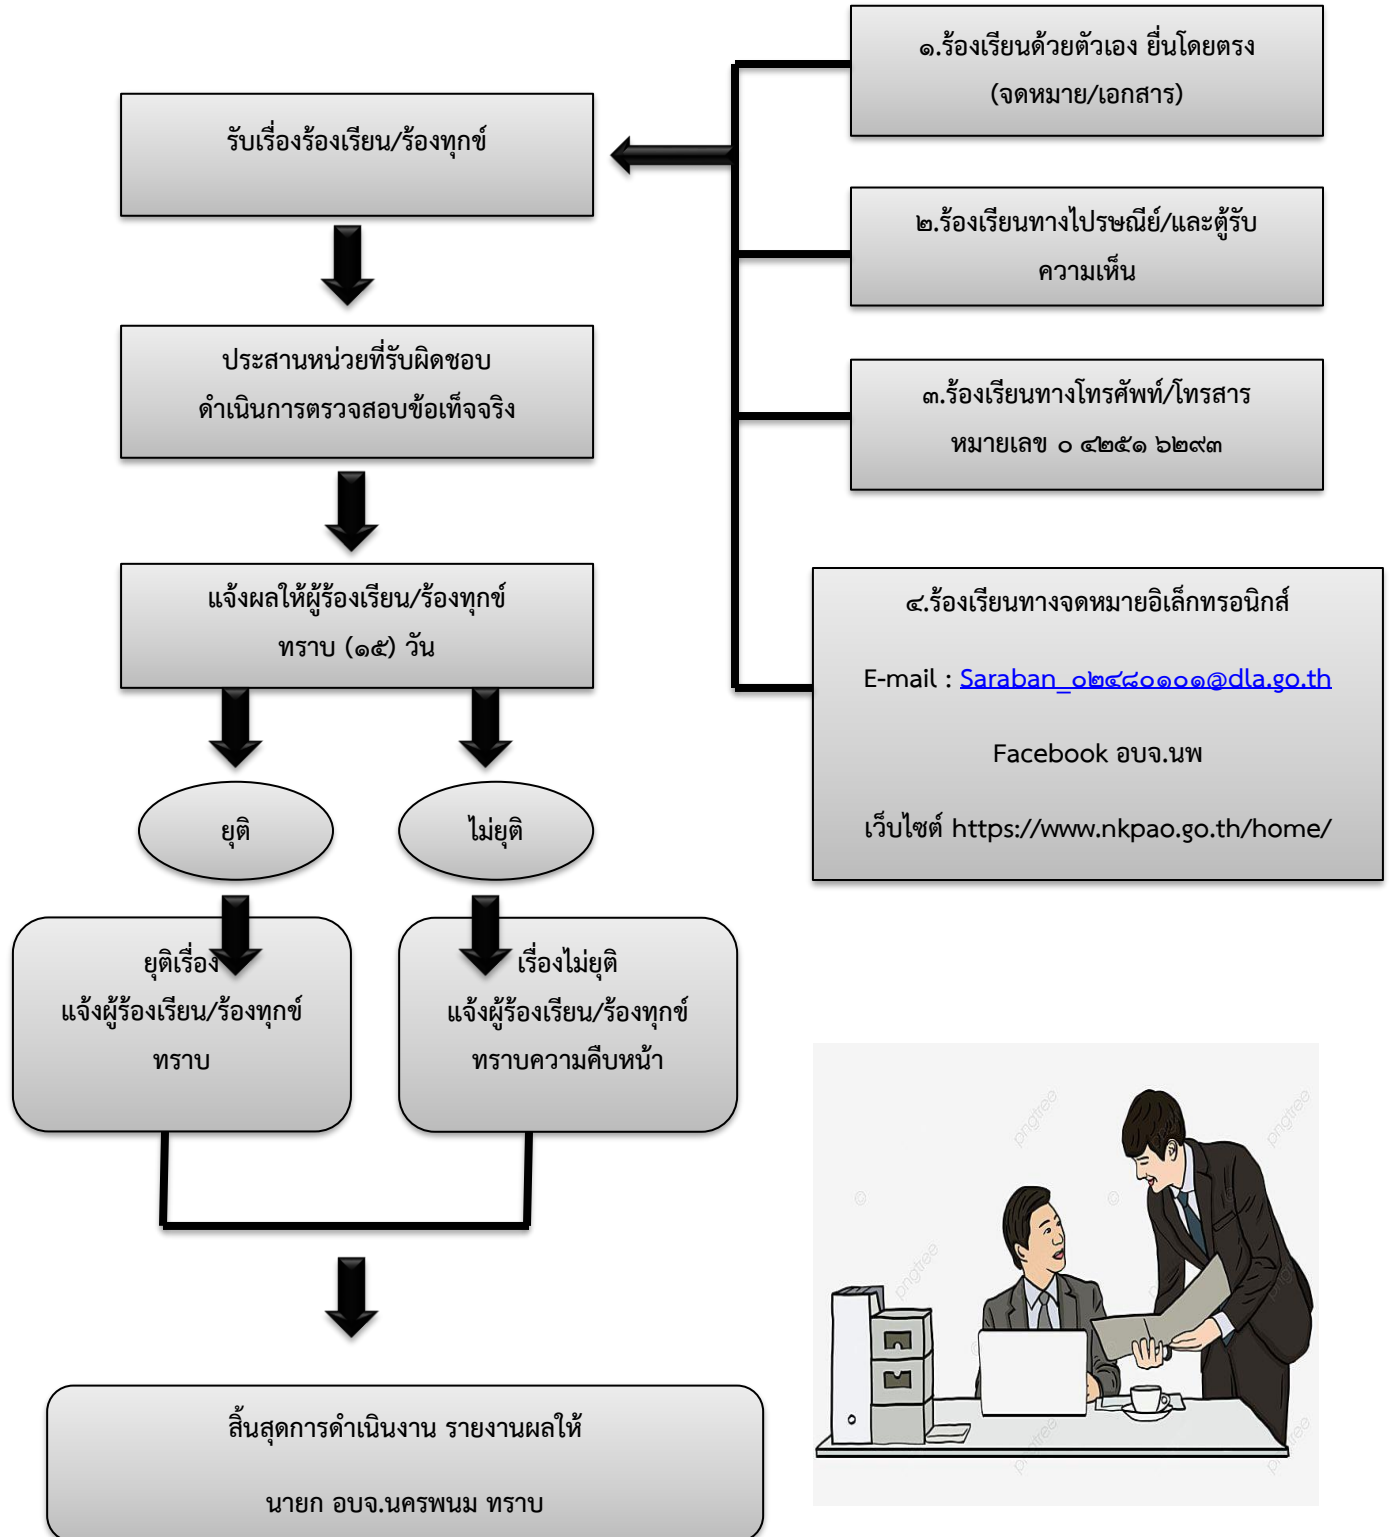 ๑.ร้องเรียนด้วยตัวเอง ยื่นโดยตรง
(จดหมาย/เอกสาร)
รับเรื่องร้องเรียน/ร้องทุกข์
๒.ร้องเรียนทางไปรษณีย์/และตู้รับ
ความเห็น
ประสานหน่วยที่รับผิดชอบ
ดำเนินการตรวจสอบข้อเท็จจริง
๓.ร้องเรียนทางโทรศัพท์/โทรสาร
หมายเลข ๐ ๔๒๕๑ ๖๒๙๓
แจ้งผลให้ผู้ร้องเรียน/ร้องทุกข์
ทราบ (๑๕) วัน
๔.ร้องเรียนทางจดหมายอิเล็กทรอนิกส์
E-mail : Saraban_๐๒๔๘๐๑๐๑@dla.go.th
Facebook อบจ.นพ
เว็บไซต์ https://www.nkpao.go.th/home/
ยุติ
ไม่ยุติ
ยุติเรื่อง
แจ้งผู้ร้องเรียน/ร้องทุกข์
ทราบ
เรื่องไม่ยุติ
แจ้งผู้ร้องเรียน/ร้องทุกข์
ทราบความคืบหน้า
สิ้นสุดการดำเนินงาน รายงานผลให้
นายก อบจ.นครพนม ทราบ
pngtree
pngtree
pngtree
pngtree
pngtree
pngtree